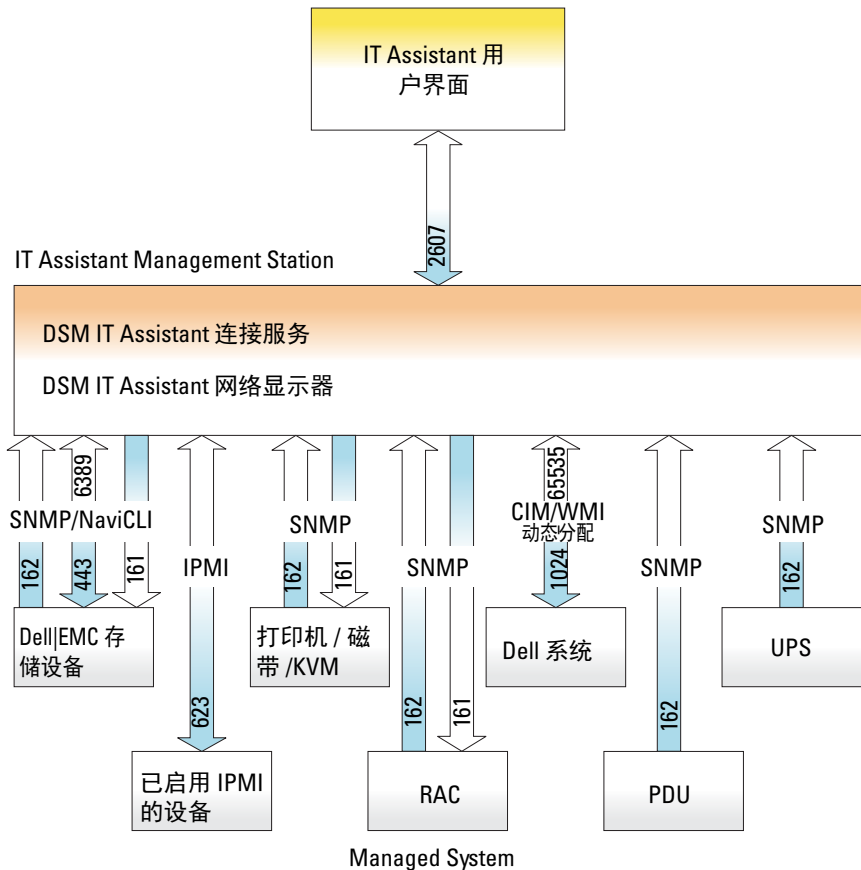 IT Assistant 用
户界面
2607
IT Assistant Management Station
DSM IT Assistant 连接服务
DSM IT Assistant 网络显示器
6389
65535
SNMP/NaviCLI
CIM/WMI
动态分配
SNMP
SNMP
162
443
161
IPMI
162
161
SNMP
1024
SNMP
162
Dell|EMC 存
储设备
打印机 / 磁
带 /KVM
Dell 系统
UPS
623
162
161
162
已启用 IPMI
的设备
RAC
PDU
Managed System